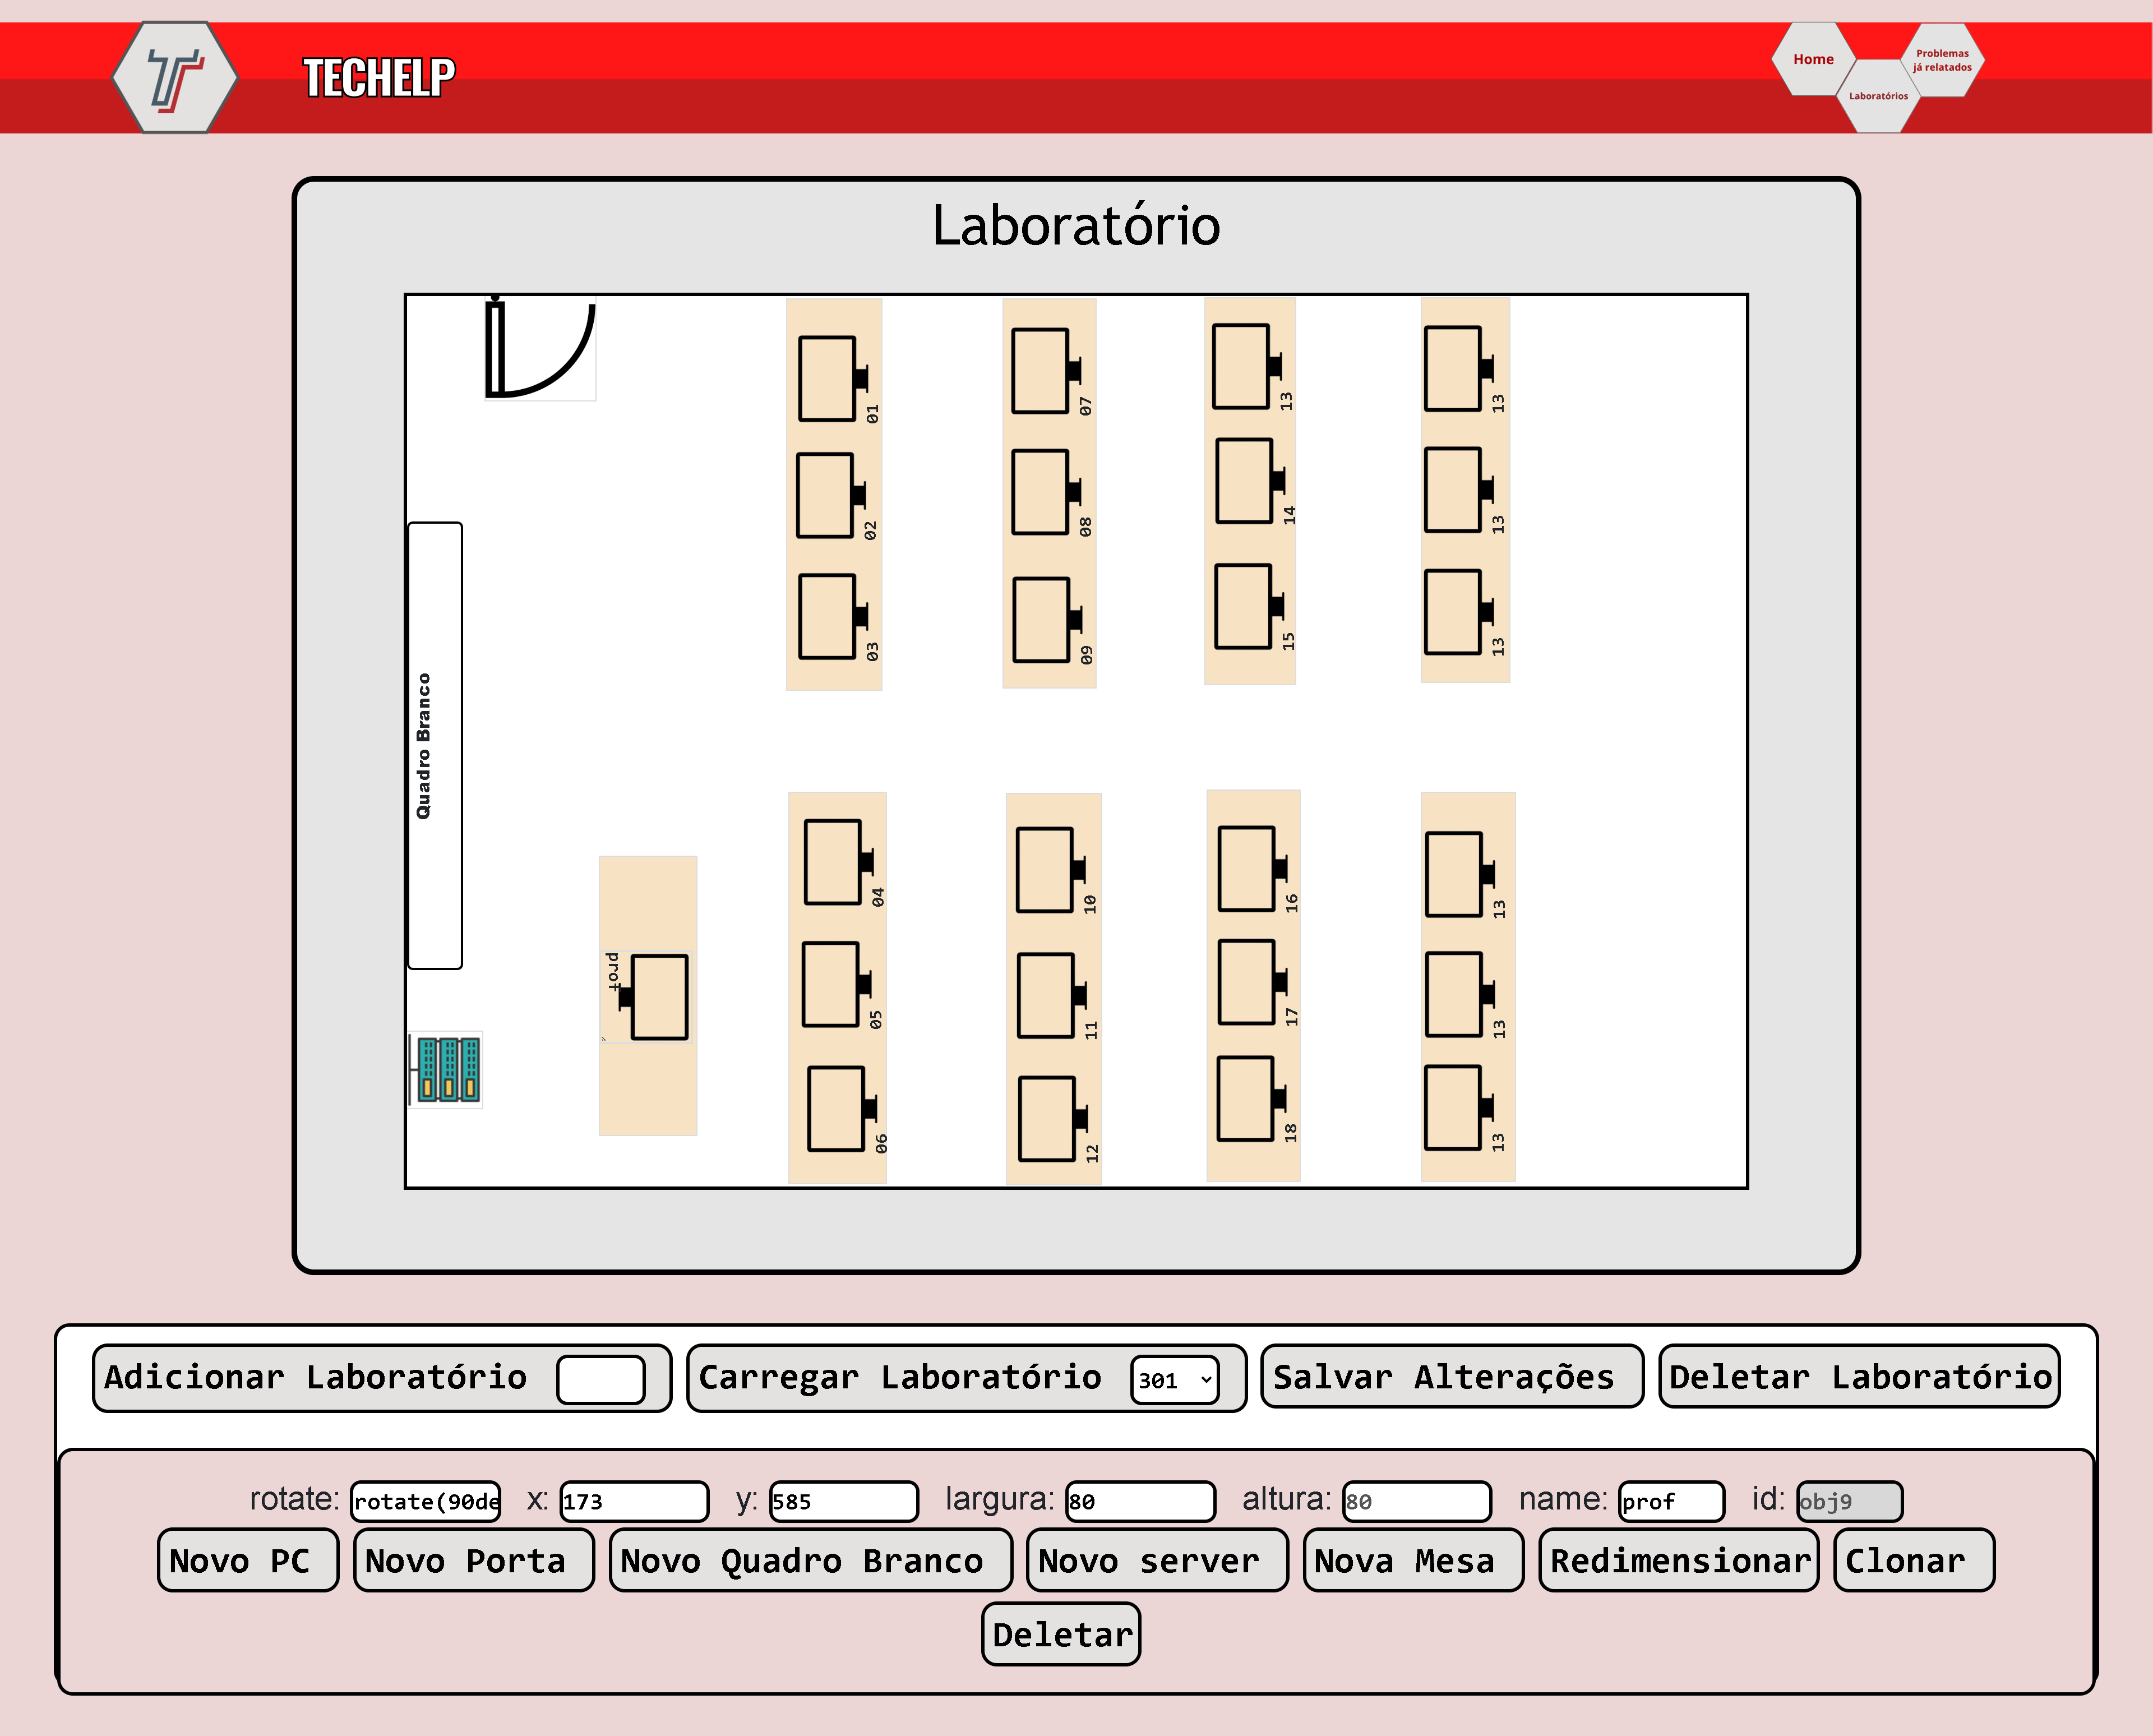 TECHELP
Home
Laboratórios
Problemas
já relatados
Laboratório
Quadro Branco
01
02
03
04
05
06
07
08
09
10
11
12
13
14
15
16
17
18
13
13
13
13
13
13
prof
Adicionar Laboratório
Carregar Laboratório 301
Salvar Alterações
Deletar Laboratório
rotate: rotate(90de x: 173 y: 585 largura: 80 altura: 80 name: prof id: obj9
Novo PC
Novo Porta
Novo Quadro Branco
Novo server
Nova Mesa
Redimensionar
Clonar
Deletar